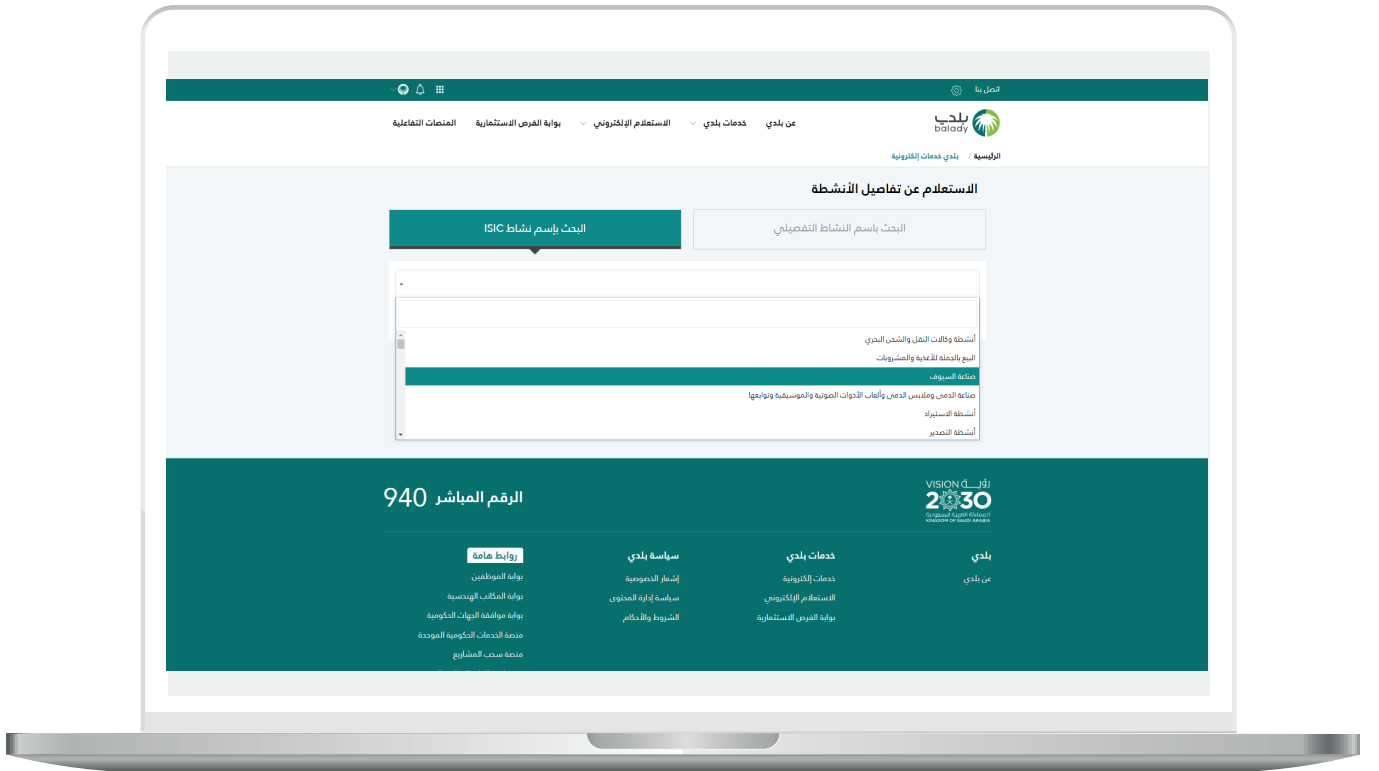 اتصل بنا
بلدي
balady
عن بلدي
خدمات بلدي
الاستعلام الإلكتروني
بوابة الفرص الاستثمارية
المنصات التفاعلية
الرئيسية / بلدي خدمات إلكترونية
الاستعلام عن تفاصيل الأنشطة
البحث باسم النشاط التفصيلي
البحث بإسم نشاط ISIC
أنشطة وكالات النقل والشحن البحري
البيع بالجملة للأغذية والمشروبات
صناعة السيوف
صناعة الدمى وملابس الدمى وألعاب الأدوات الصوتية والموسيقية وتوابعها
أنشطة الاستيراد
أنشطة التصدير
VISION رؤية
2030
المملكة العربية السعودية
KINGDOM OF SAUDI ARABIA
الرقم المباشر 940
بلدي
عن بلدي
خدمات بلدي
خدمات إلكترونية
الاستعلام الإلكتروني
بوابة الفرص الاستثمارية
سياسة بلدي
إشعار الخصوصية
سياسة إدارة المحتوى
الشروط والأحكام
روابط هامة
بوابة الموظفين
بوابة المكاتب الهندسية
بوابة موافقة الجهات الحكومية
منصة الخدمات الحكومية الموحدة
منصة سحب المشاريع